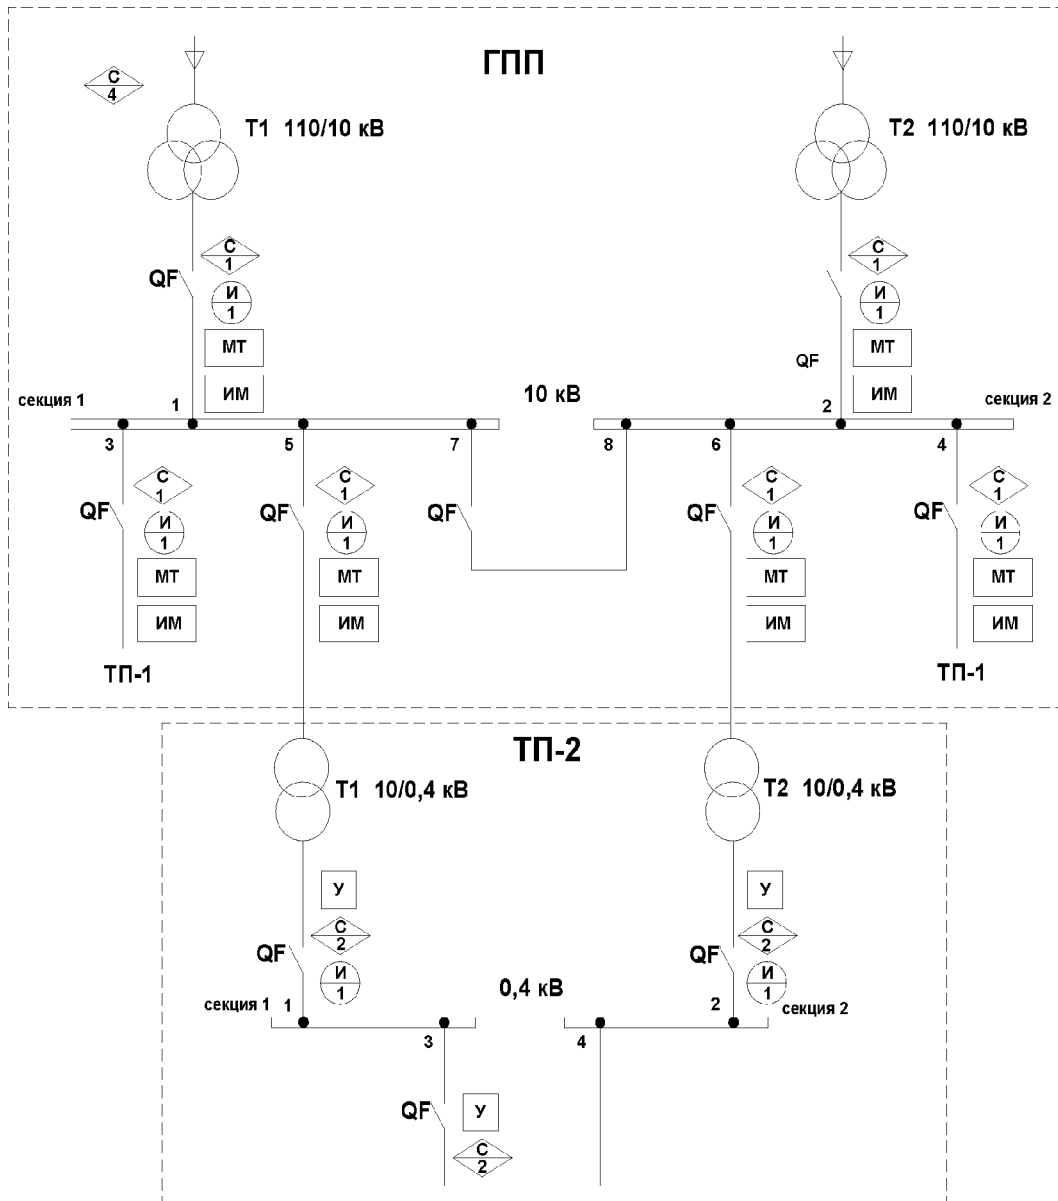 ГПП
С
4
Т1 110/10 кВ
Т2 110/10 кВ
С
1
QF
И
1
МТ
ИМ
С
1
И
1
МТ
QF
ИМ
секция 1
1
10 кВ
2
секция 2
3
5
7
8
6
4
С
1
QF
И
1
МТ
ИМ
ТП-1
С
1
QF
И
1
МТ
ИМ
QF
С
1
QF
И
1
МТ
ИМ
С
1
QF
И
1
МТ
ИМ
ТП-1
ТП-2
Т1 10/0,4 кВ
Т2 10/0,4 кВ
У
С
2
QF
И
1
секция 1
1
0,4 кВ
У
С
2
QF
И
1
2
секция 2
3
4
QF
У
С
2